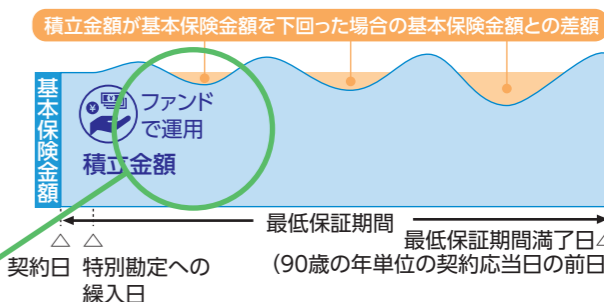 積立金額が基本保険金額を下回った場合の基本保険金額との差額
基本保険金額
ファンド
で運用
積立金額
最低保証期間
最低保証期間満了日△
(90歳の年単位の契約応当日の前日
△ △
契約日 特別勘定への
繰入日